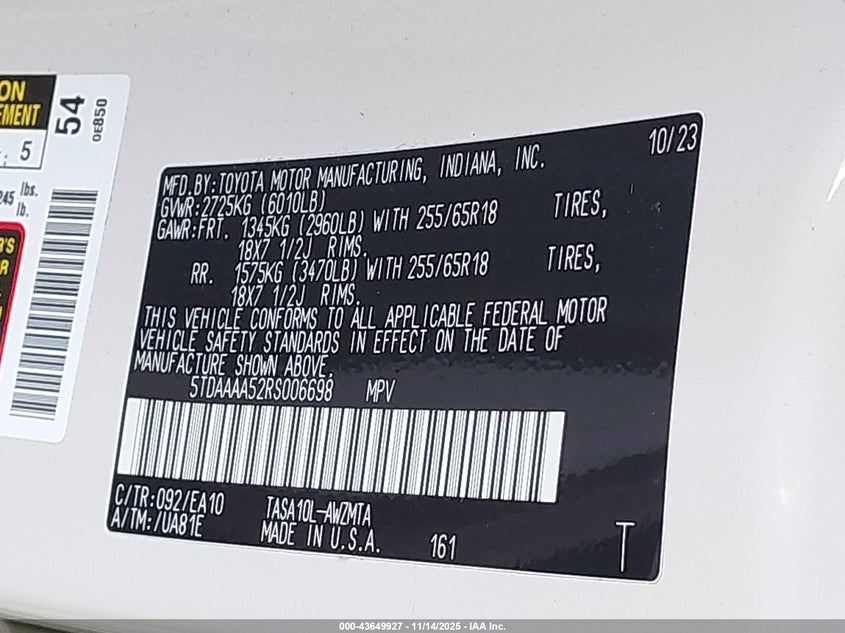 ON
EMENT
5
245 lbs.
lb.
R'S
R
54
OE850
10/23
MFD.BY:TOYOTA MOTOR MANUFACTURING, INDIANA, INC.
GVWR:2725KG (6010LB)
GAWR:FRT. 1345KG (2960LB) WITH 255/65R18 TIRES,
18X7 1/2J RIMS.
RR. 1575KG (3470LB) WITH 255/65R18 TIRES,
18X7 1/2J RIMS.
THIS VEHICLE CONFORMS TO ALL APPLICABLE FEDERAL MOTOR
VEHICLE SAFETY STANDARDS IN EFFECT ON THE DATE OF
MANUFACTURE SHOWN ABOVE.
5TDAAAA52RS006698 MPV
C/TR:092/EA10 TASA10L-AWZMTA
A/TM:/UA81E MADE IN U.S.A. 161
T
000-43649927 - 11/14/2025 - IAA Inc.